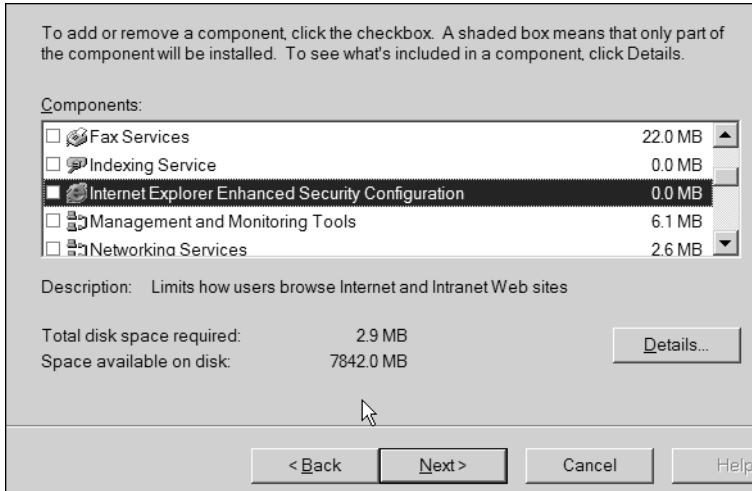 To add or remove a component, click the checkbox. A shaded box means that only part of
the component will be installed. To see what's included in a component, click Details.
Components:
Fax Services 22.0 MB
Indexing Service 0.0 MB
Internet Explorer Enhanced Security Configuration 0.0 MB
Management and Monitoring Tools 6.1 MB
Networking Services 2.6 MB
Description: Limits how users browse Internet and Intranet Web sites
Total disk space required: 2.9 MB
Space available on disk: 7842.0 MB
Details...
< Back Next > Cancel Help